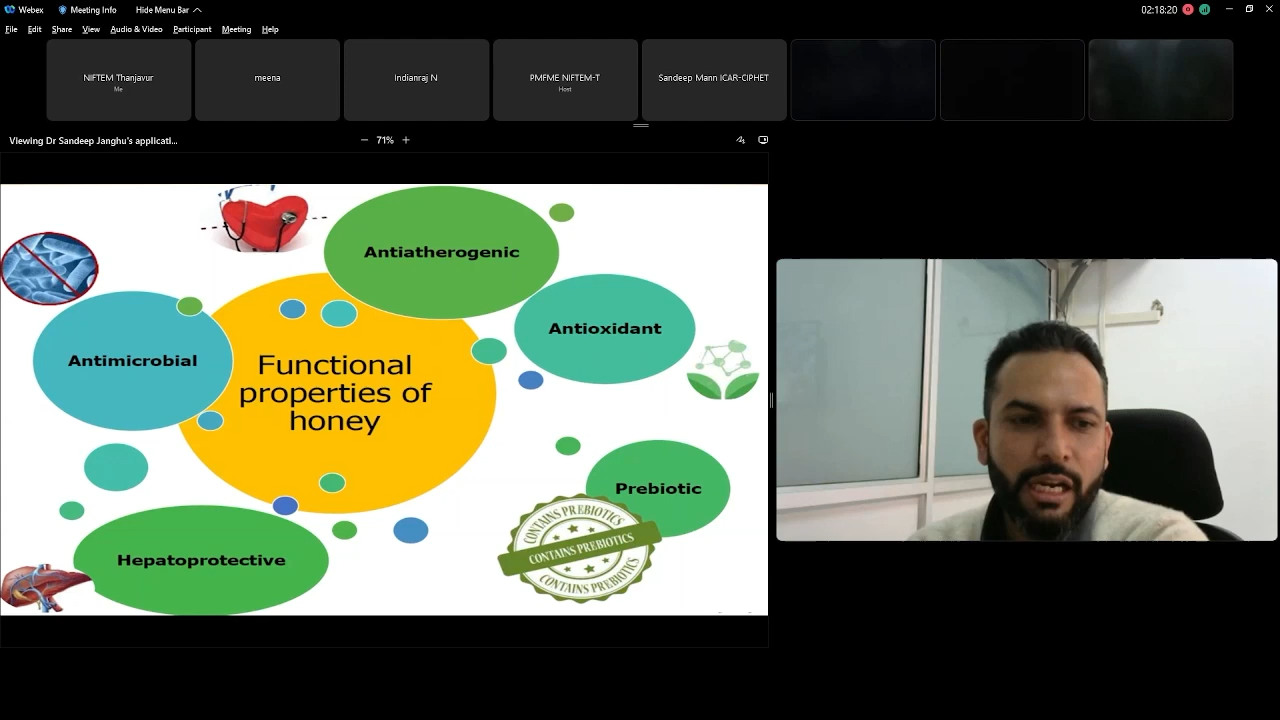 Webex
Meeting Info
Hide Menu Bar
02:18:20
File Edit Share View Audio & Video Participant Meeting Help
NIFTEM Thanjavur
Me
meena
Indianraj N
PMFME NIFTEM-T
Host
Sandeep Mann ICAR-CIPHET
Viewing Dr Sandeep Janghu's applicati...
71%
Antiatherogenic
Antioxidant
Antimicrobial
Functional
properties of
honey
Prebiotic
CONTAINS PREBIOTICS
CONTAINS PREBIOTICS
CONTAINS PREBIOTICS
Hepatoprotective